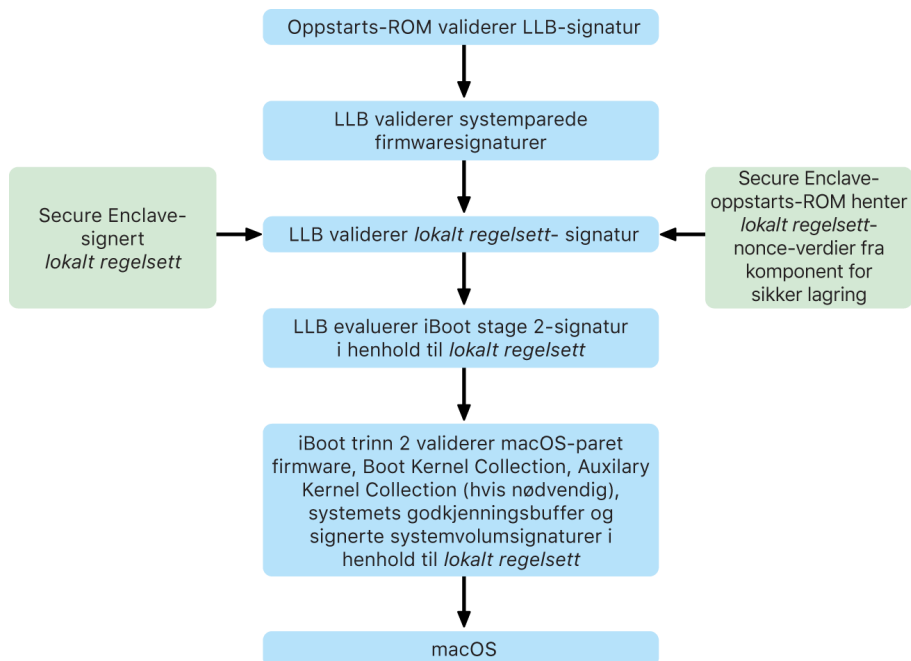 Oppstarts-ROM validerer LLB-signatur
LLB validerer systemparede
firmwaresignaturer
Secure Enclave-
signert
lokalt regelsett
LLB validerer lokalt regelsett- signatur
Secure Enclave-
oppstarts-ROM henter
lokalt regelsett-
nonce-verdier fra
komponent for
sikker lagring
LLB evaluerer iBoot stage 2-signatur
i henhold til lokalt regelsett
iBoot trinn 2 validerer macOS-paret
firmware, Boot Kernel Collection, Auxilary
Kernel Collection (hvis nødvendig),
systemets godkjenningsbuffer og
signerte systemvolumsignaturer i
henhold til lokalt regelsett
macOS